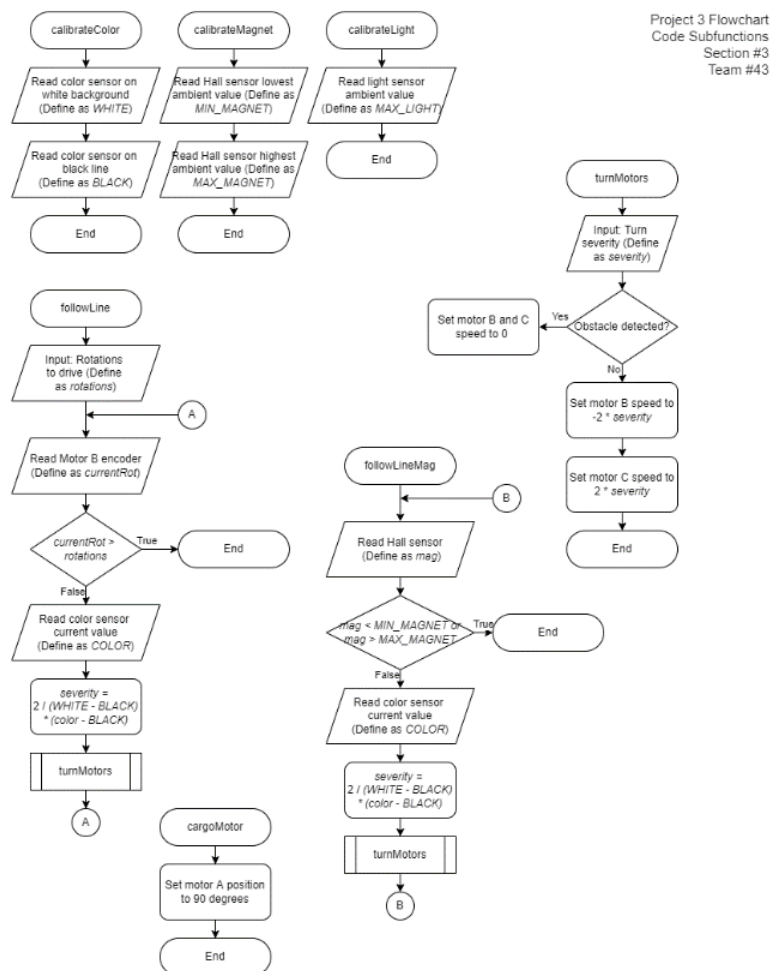 Project 3 Flowchart
Code Subfunctions
Section #3
Team #43
calibrateColor
Read color sensor on
white background
(Define as WHITE)
Read color sensor on
black line
(Define as BLACK)
End
calibrateMagnet
Read Hall sensor lowest
ambient value (Define as
MIN_MAGNET)
Read Hall sensor highest
ambient value (Define as
MAX_MAGNET)
End
calibrateLight
Read light sensor
ambient value
(Define as MAX_LIGHT)
End
turnMotors
Input: Turn
severity (Define
as severity)
Obstacle detected?
Yes
Set motor B and C
speed to 0
No
Set motor B speed to
-2 * severity
Set motor C speed to
2 * severity
End
followLine
Input: Rotations
to drive (Define
as rotations)
A
Read Motor B encoder
(Define as currentRot)
currentRot >
rotations
True
End
False
Read color sensor
current value
(Define as COLOR)
severity =
2 / (WHITE - BLACK)
* (color - BLACK)
turnMotors
A
followLineMag
B
Read Hall sensor
(Define as mag)
mag < MIN_MAGNET or
mag > MAX_MAGNET
True
End
False
Read color sensor
current value
(Define as COLOR)
severity =
2 / (WHITE - BLACK)
* (color - BLACK)
turnMotors
B
cargoMotor
Set motor A position
to 90 degrees
End